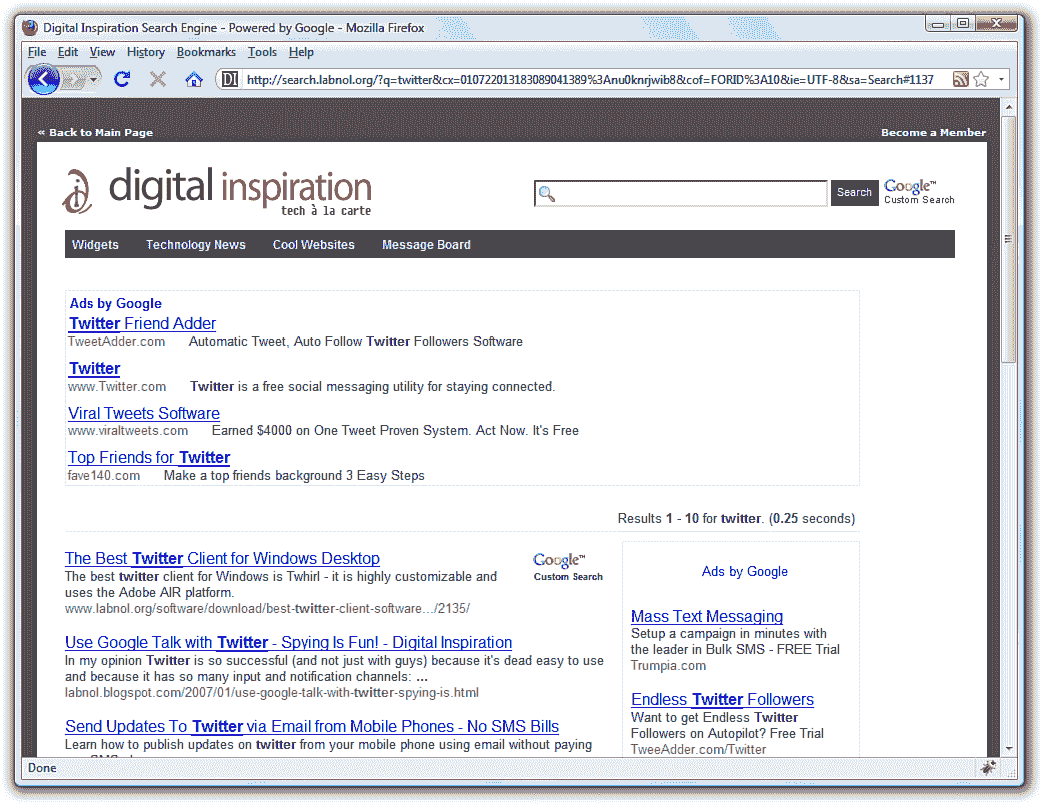 Digital Inspiration Search Engine - Powered by Google - Mozilla Firefox
File Edit View History Bookmarks Tools Help
DI http://search.labnol.org/?q=twitter&cx=010722013183089041389%3Anu0knjwib8&cof=FORID%3A10&ie=UTF-8&sa=Search#1137
« Back to Main Page Become a Member
digital inspiration
tech à la carte
Search Google™
Custom Search
Widgets Technology News Cool Websites Message Board
Ads by Google
Twitter Friend Adder
TweetAdder.com Automatic Tweet, Auto Follow Twitter Followers Software
Twitter
www.Twitter.com Twitter is a free social messaging utility for staying connected.
Viral Tweets Software
www.viraltweets.com Earned $4000 on One Tweet Proven System. Act Now. It's Free
Top Friends for Twitter
fave140.com Make a top friends background 3 Easy Steps
Results 1 - 10 for twitter. (0.25 seconds)
The Best Twitter Client for Windows Desktop
The best twitter client for Windows is Twhirl - it is highly customizable and
uses the Adobe AIR platform.
www.labnol.org/software/download/best-twitter-client-software.../2135/
Google™
Custom Search
Use Google Talk with Twitter - Spying Is Fun! - Digital Inspiration
In my opinion Twitter is so successful (and not just with guys) because it's dead easy to use
and because it has so many input and notification channels: ...
labnol.blogspot.com/2007/01/use-google-talk-with-twitter-spying-is.html
Send Updates To Twitter via Email from Mobile Phones - No SMS Bills
Learn how to publish updates on twitter from your mobile phone using email without paying
Ads by Google
Mass Text Messaging
Setup a campaign in minutes with
the leader in Bulk SMS - FREE Trial
Trumpia.com
Endless Twitter Followers
Want to get Endless Twitter
Followers on Autopilot? Free Trial
TweeAdder.com/Twitter
Done